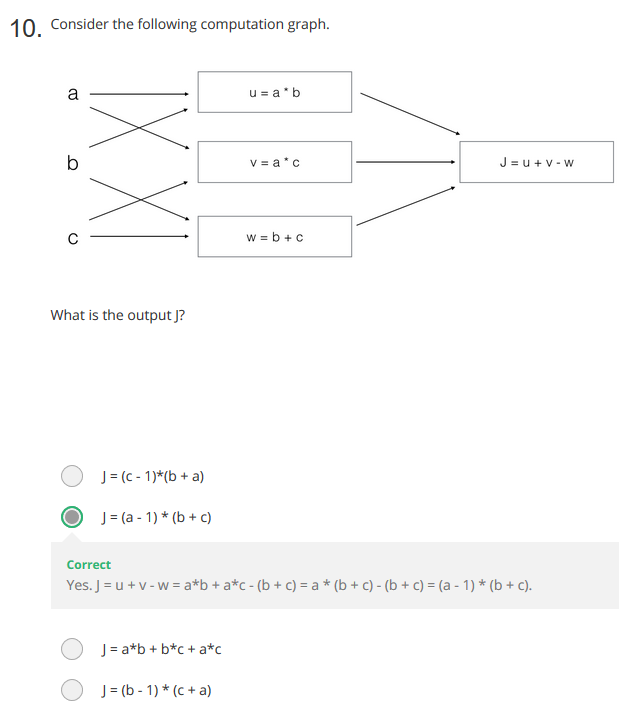 10. Consider the following computation graph.
a
u = a * b
b
v = a * c
J = u + v - w
c
w = b + c
What is the output J?
J = (c - 1)*(b + a)
J = (a - 1) * (b + c)
Correct
Yes. J = u + v - w = a*b + a*c - (b + c) = a * (b + c) - (b + c) = (a - 1) * (b + c).
J = a*b + b*c + a*c
J = (b - 1) * (c + a)